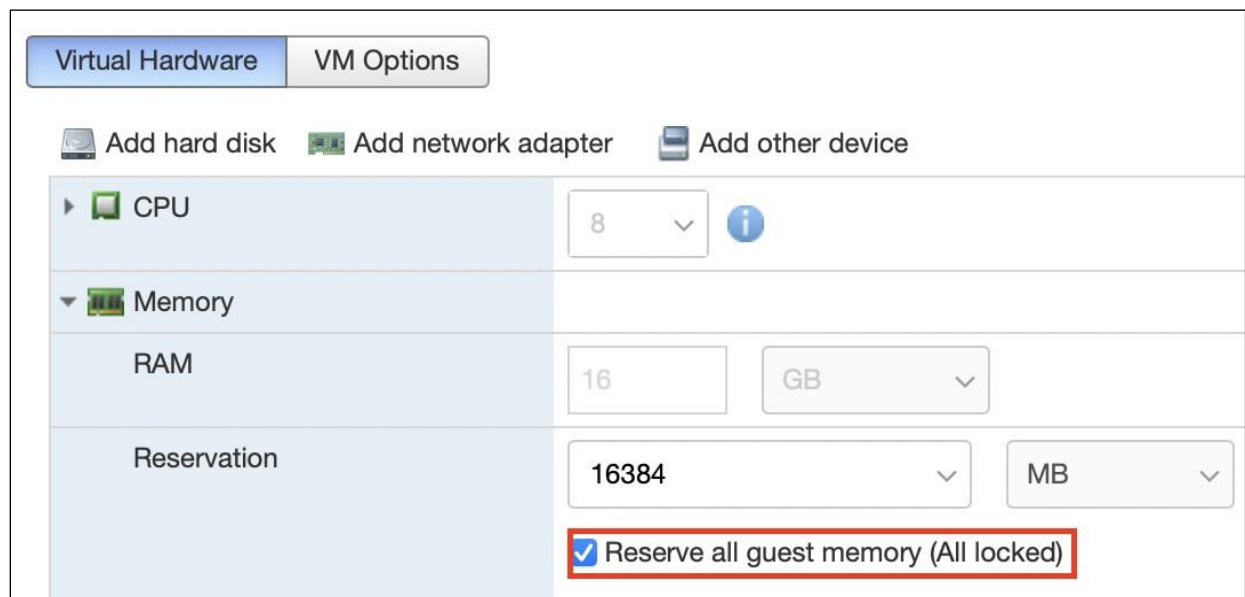 Virtual Hardware VM Options
Add hard disk Add network adapter Add other device
CPU 8 i
Memory
RAM 16 GB
Reservation 16384 MB
Reserve all guest memory (All locked)